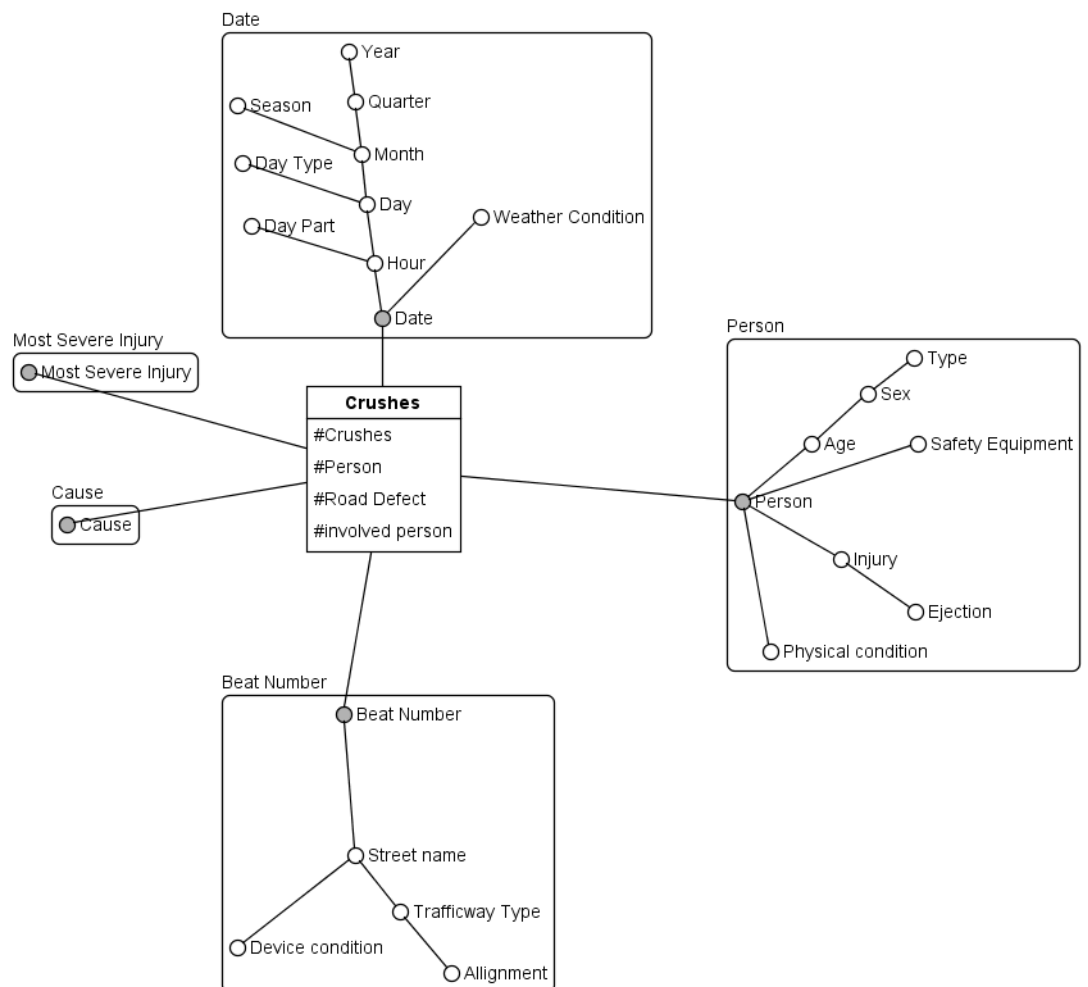 Date
Year
Season
Quarter
Month
Day Type
Day
Weather Condition
Day Part
Hour
Date
Most Severe Injury
Most Severe Injury
Person
Type
Sex
Age
Safety Equipment
Person
Injury
Ejection
Physical condition
Crushes
#Crushes
#Person
#Road Defect
#involved person
Cause
Cause
Beat Number
Beat Number
Street name
Trafficway Type
Device condition
Allignment